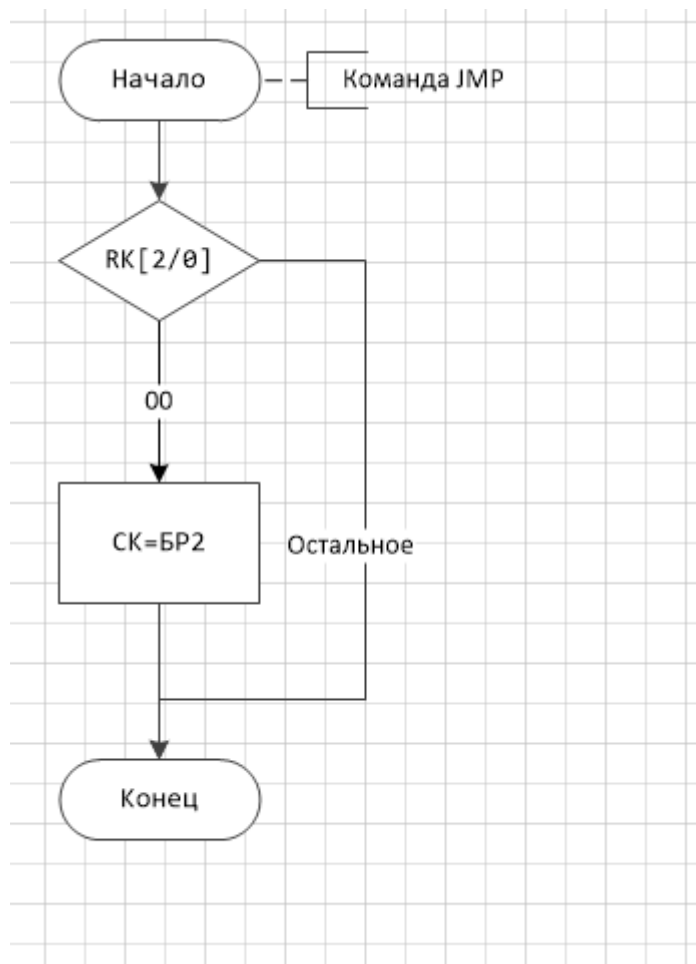 Начало
Команда JMP
RK[2/0]
00
СК=БР2
Остальное
Конец